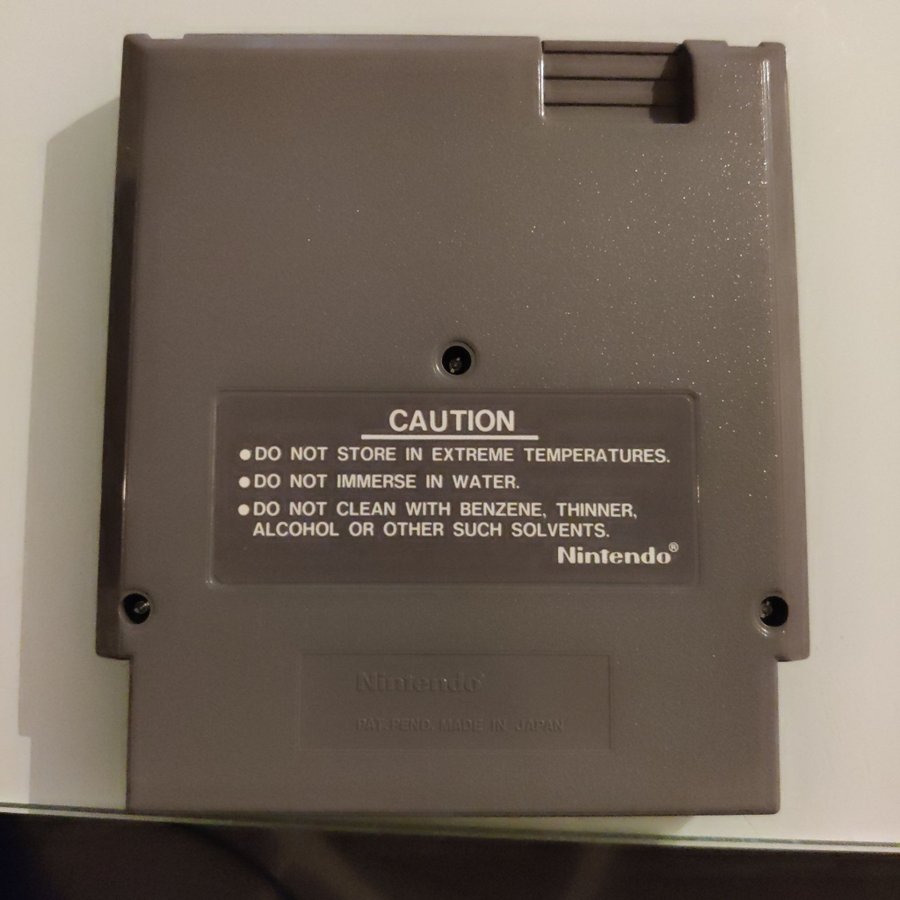 CAUTION
●DO NOT STORE IN EXTREME TEMPERATURES.
●DO NOT IMMERSE IN WATER.
●DO NOT CLEAN WITH BENZENE, THINNER,
ALCOHOL OR OTHER SUCH SOLVENTS.
Nintendo®
Nintendo®
PAT. PEND. MADE IN JAPAN